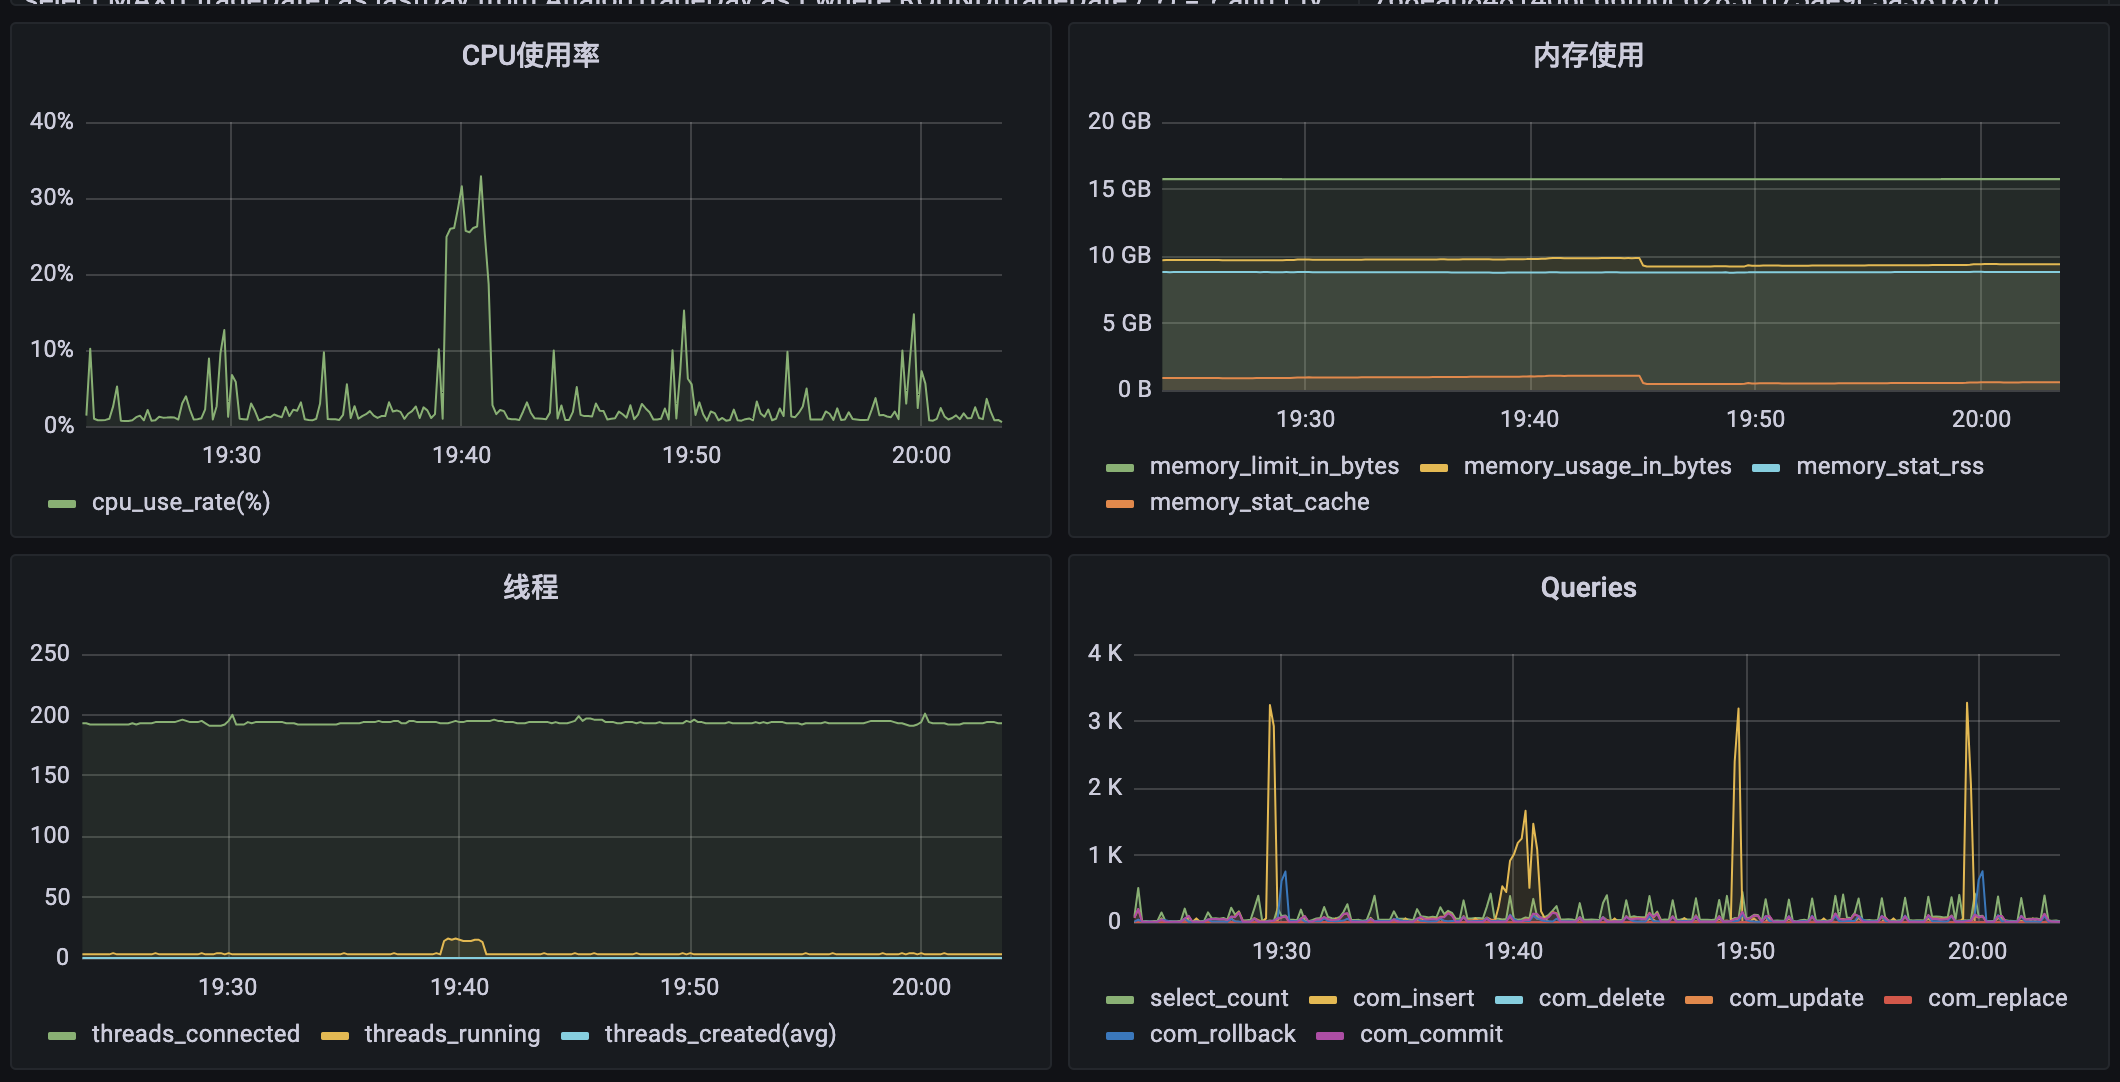 CPU使用率
40%
30%
20%
10%
0%
19:30 19:40 19:50 20:00
cpu_use_rate(%)
内存使用
20 GB
15 GB
10 GB
5 GB
0 B
19:30 19:40 19:50 20:00
memory_limit_in_bytes memory_usage_in_bytes memory_stat_rss
memory_stat_cache
线程
250
200
150
100
50
0
19:30 19:40 19:50 20:00
threads_connected threads_running threads_created(avg)
Queries
4 K
3 K
2 K
1 K
0
19:30 19:40 19:50 20:00
select_count com_insert com_delete com_update com_replace
com_rollback com_commit